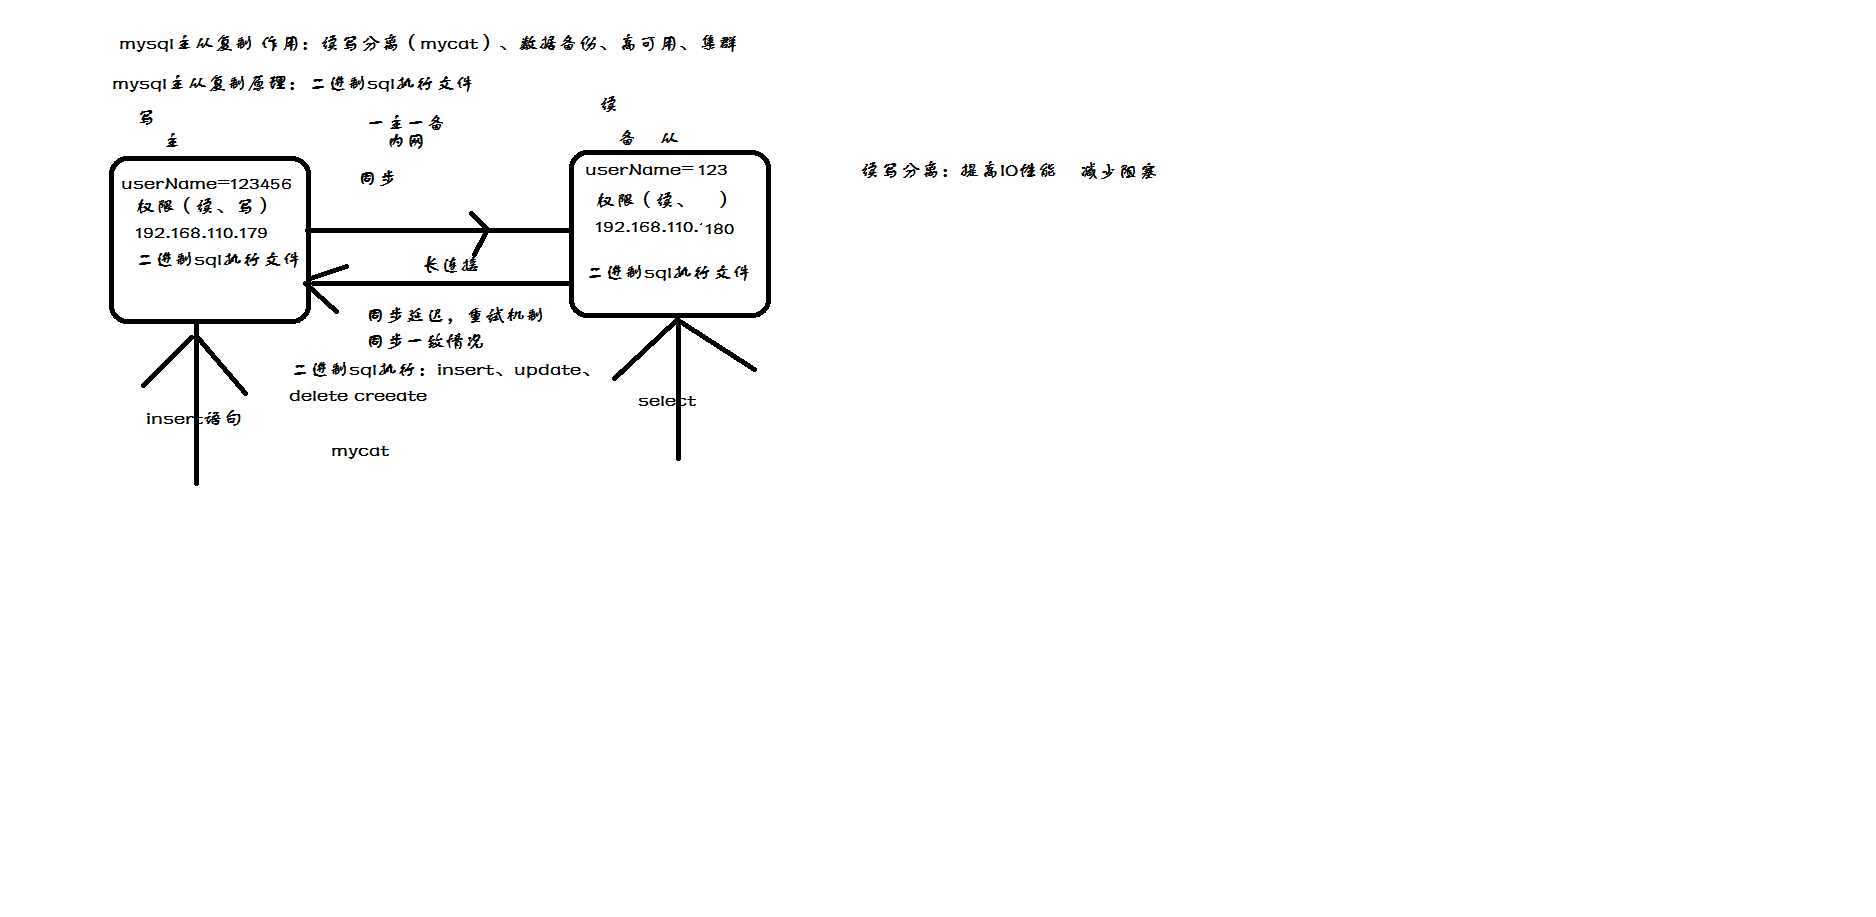 mysql主从复制 作用：读写分离（mycat）、数据备份、高可用、集群
mysql主从复制原理：二进制sql执行文件
写
主
一主一备
内网
同步
读
备 从
userName=123456
权限（读、写）
192.168.110.179
二进制sql执行文件
userName=123
权限（读、 ）
192.168.110.180
二进制sql执行文件
读写分离：提高IO性能 减少阻塞
长连接
同步延迟，重试机制
同步一致情况
二进制sql执行：insert、update、
delete creeate
insert语句
select
mycat